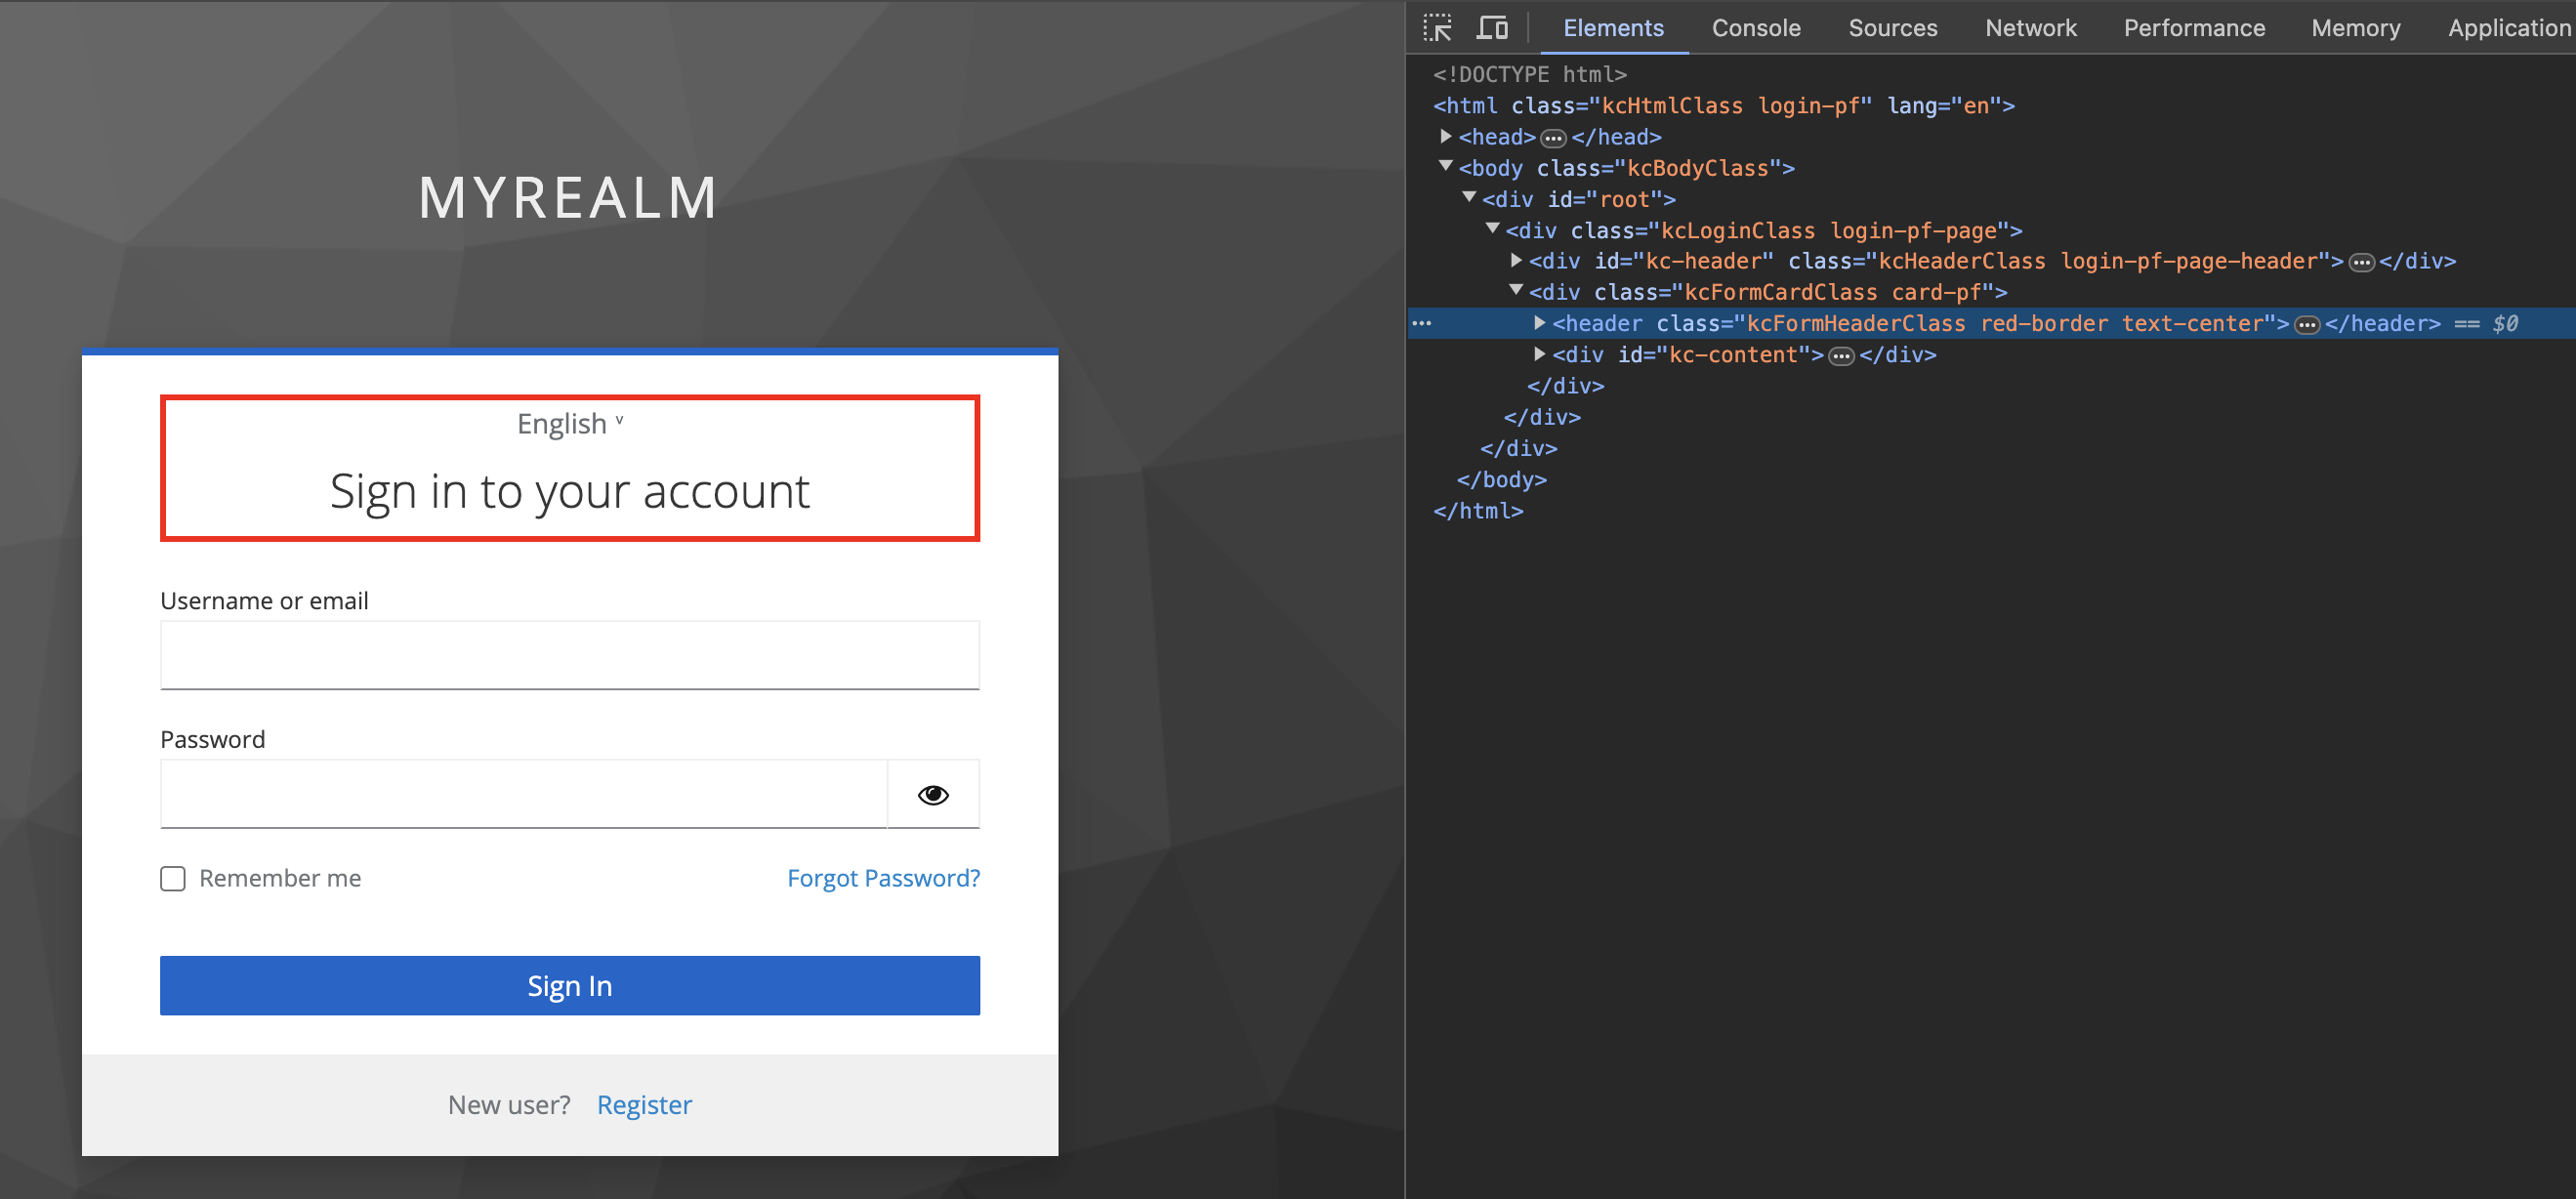 MYREALM
English v
Sign in to your account
Username or email
Password
Remember me
Forgot Password?
Sign In
New user? Register
Elements Console Sources Network Performance Memory Application
<!DOCTYPE html>
<html class="kcHtmlClass login-pf" lang="en">
<head>…</head>
<body class="kcBodyClass">
<div id="root">
<div class="kcLoginClass login-pf-page">
<div id="kc-header" class="kcHeaderClass login-pf-page-header">…</div>
<div class="kcFormCardClass card-pf">
… <header class="kcFormHeaderClass red-border text-center">…</header> == $0
<div id="kc-content">…</div>
</div>
</div>
</div>
</body>
</html>